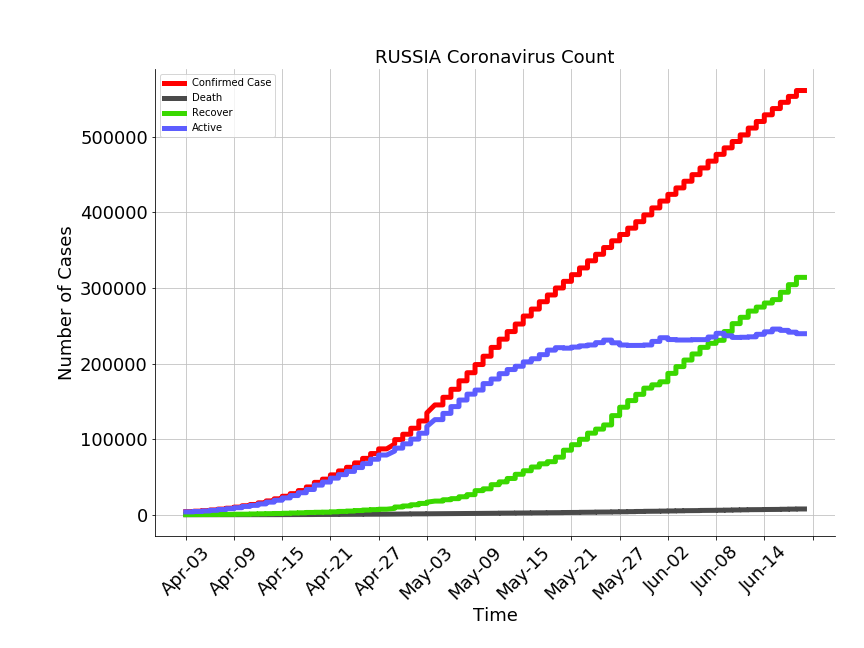 RUSSIA Coronavirus Count
Confirmed Case
Death
Recover
Active
500000
400000
300000
200000
100000
0
Number of Cases
Apr-03
Apr-09
Apr-15
Apr-21
Apr-27
May-03
May-09
May-15
May-21
May-27
Jun-02
Jun-08
Jun-14
Time